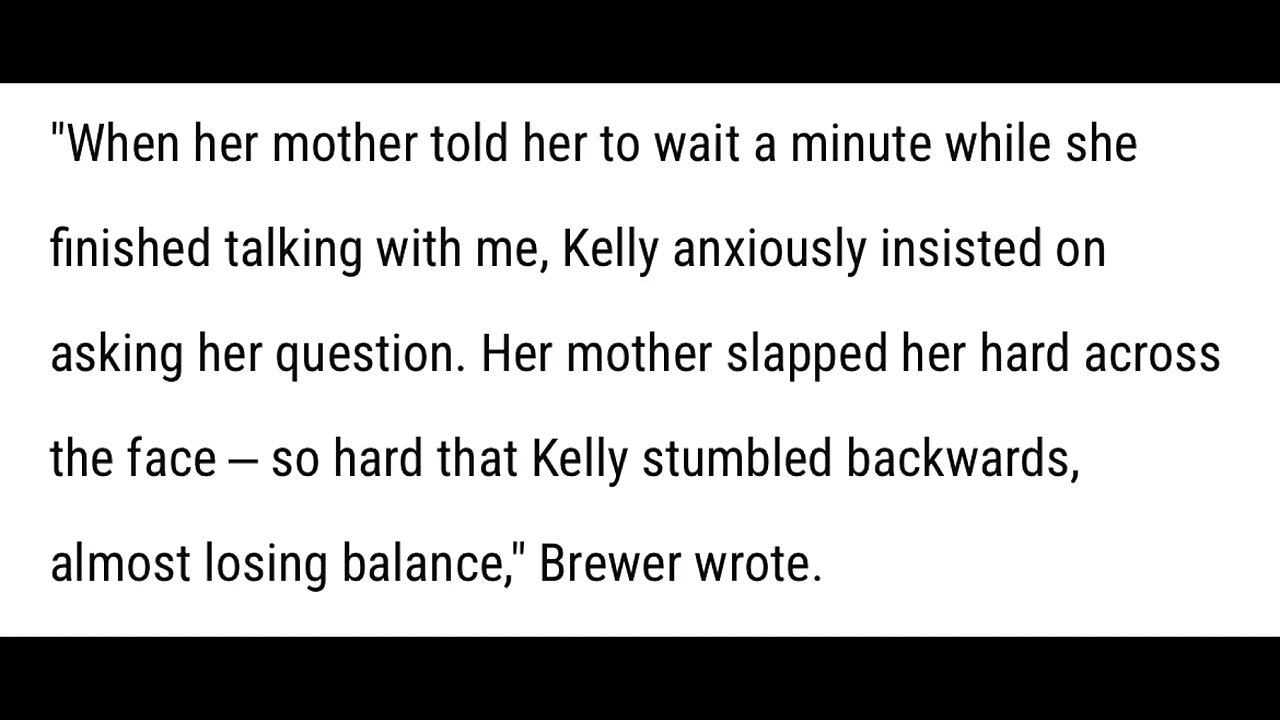 "When her mother told her to wait a minute while she
finished talking with me, Kelly anxiously insisted on
asking her question. Her mother slapped her hard across
the face – so hard that Kelly stumbled backwards,
almost losing balance," Brewer wrote.